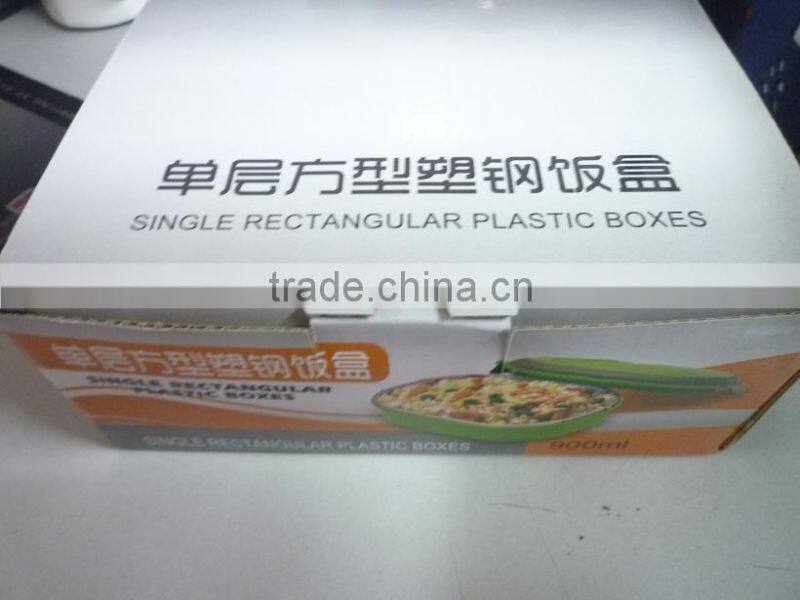 单层方型塑钢饭盒
SINGLE RECTANGULAR PLASTIC BOXES
trade.china.cn
单层方型塑钢饭盒
SINGLE RECTANGULAR
PLASTIC BOXES
SINGLE RECTANGULAR PLASTIC BOXES
900ml